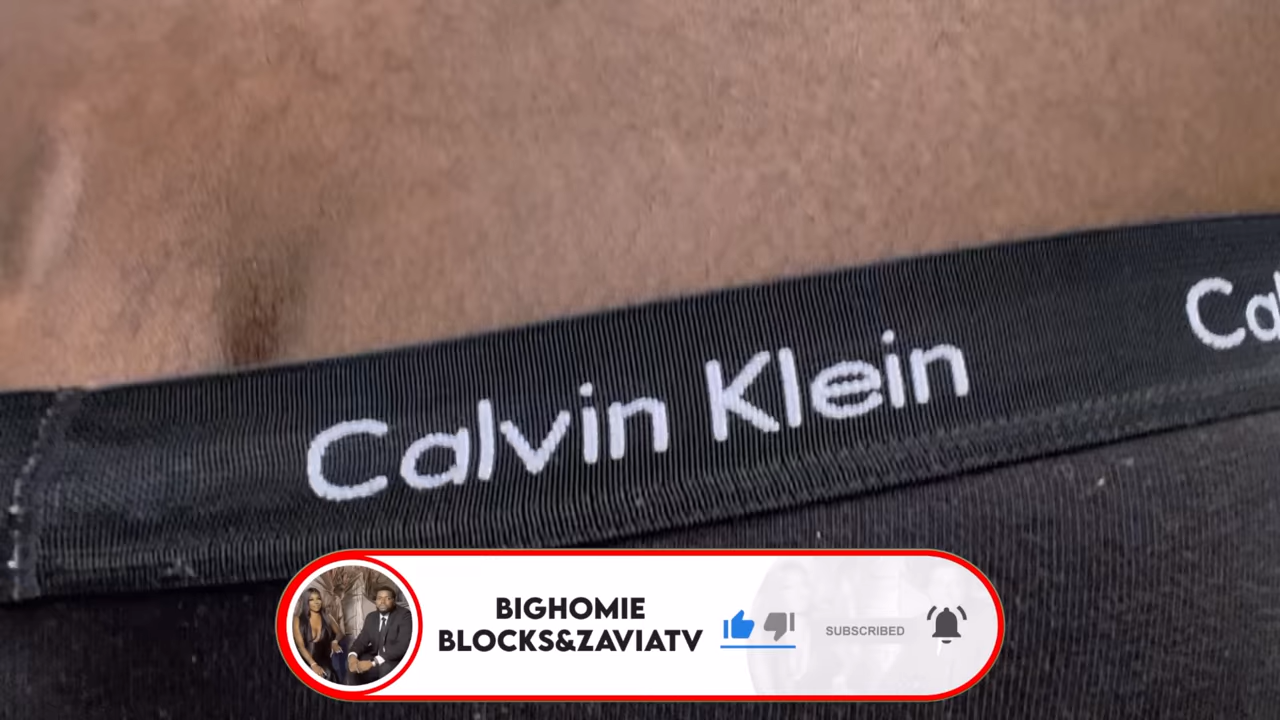 Calvin Klein
Ca
BIGHOMIE
BLOCKS&ZAVIATV
SUBSCRIBED